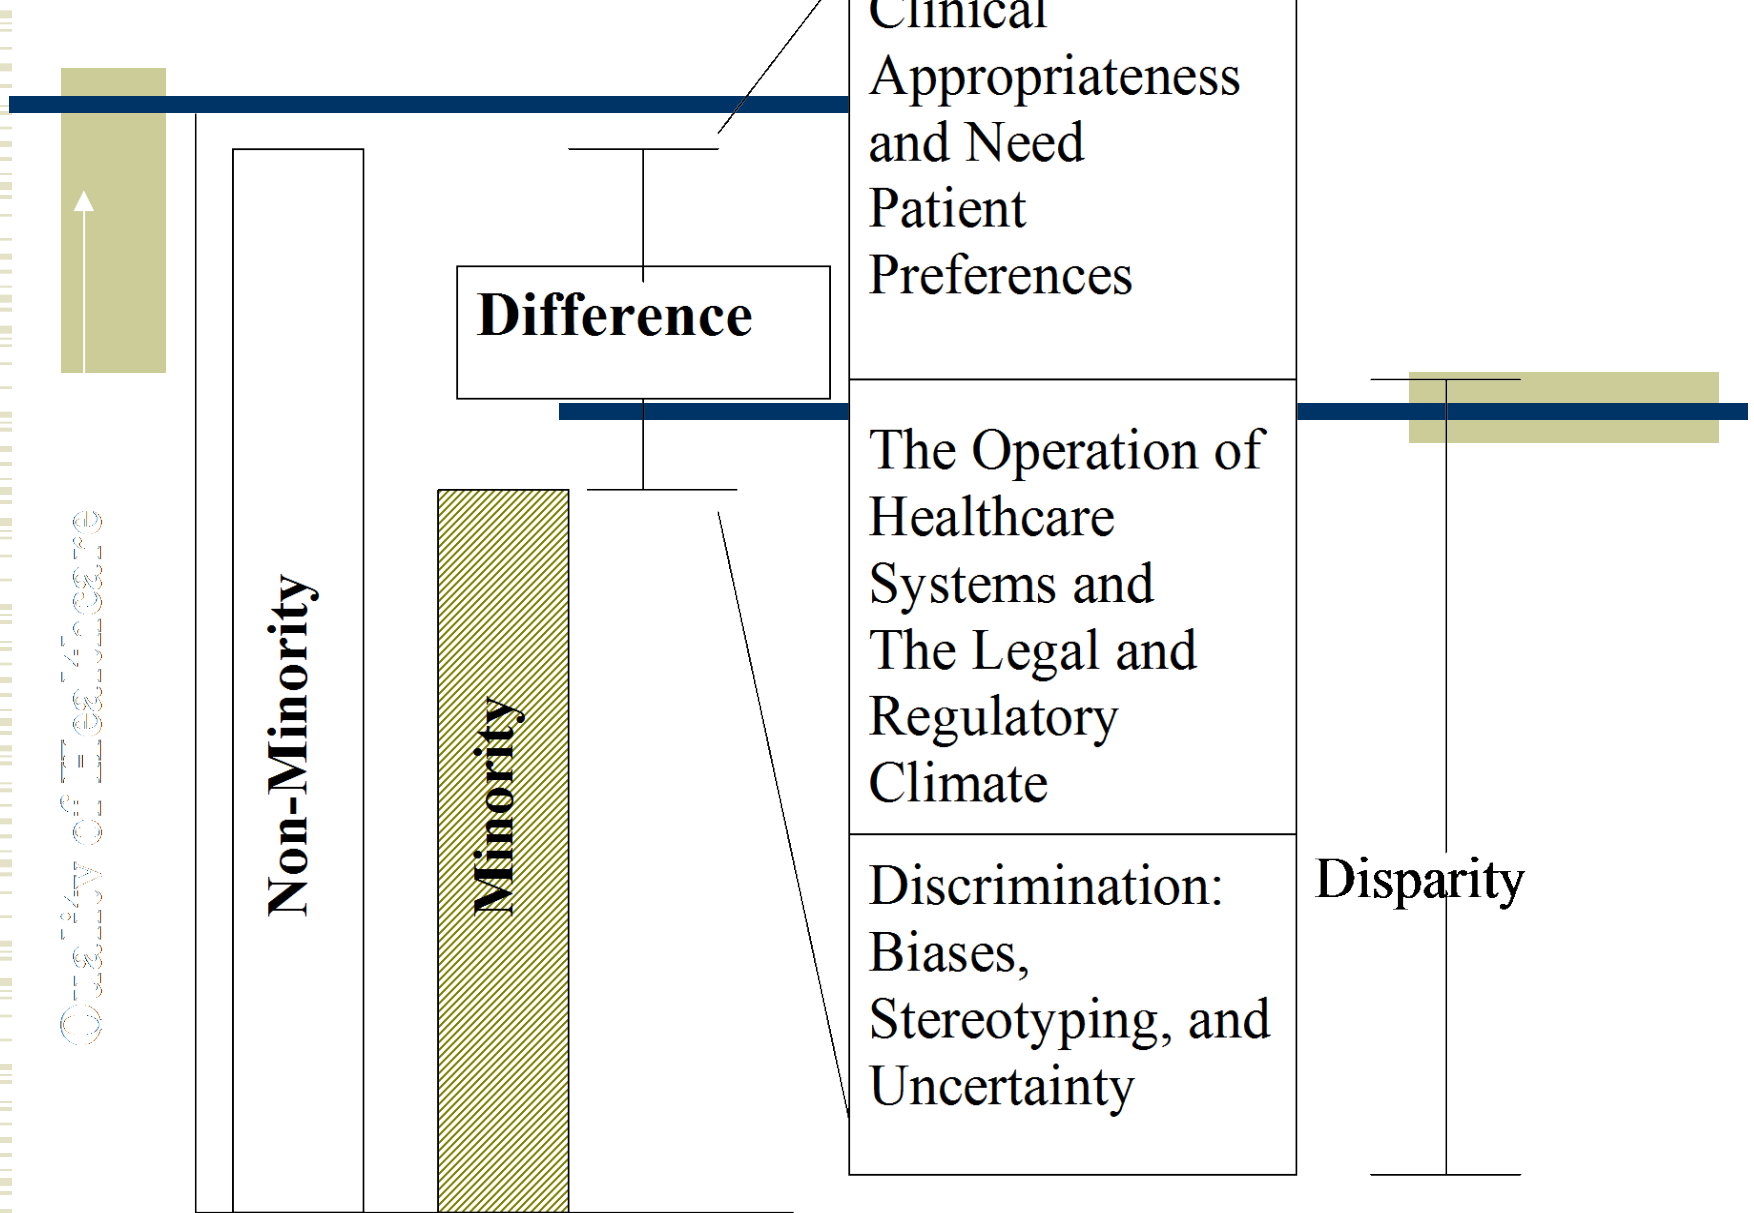 Clinical
Appropriateness
and Need
Patient
Preferences
Difference
The Operation of
Healthcare
Systems and
The Legal and
Regulatory
Climate
Discrimination:
Biases,
Stereotyping, and
Uncertainty
Disparity
Non-Minority
Minority
Quality of Healthcare